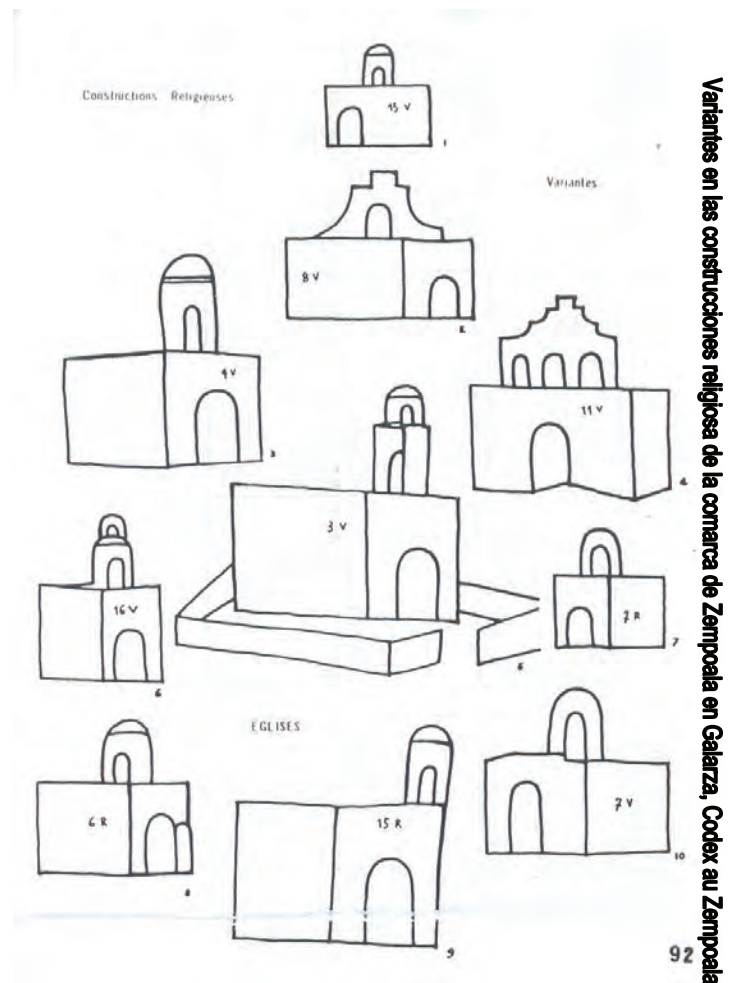 Constructions Religieuses
15 V
1
Variantes
8 V
2
9 V
3
11 V
4
3 V
5
16 V
6
7 R
7
EGLISES
6 R
8
15 R
9
7 V
10
92
Variantes en las construcciones religiosa de la comarca de Zempoala en Galarza, Codex au Zempoala